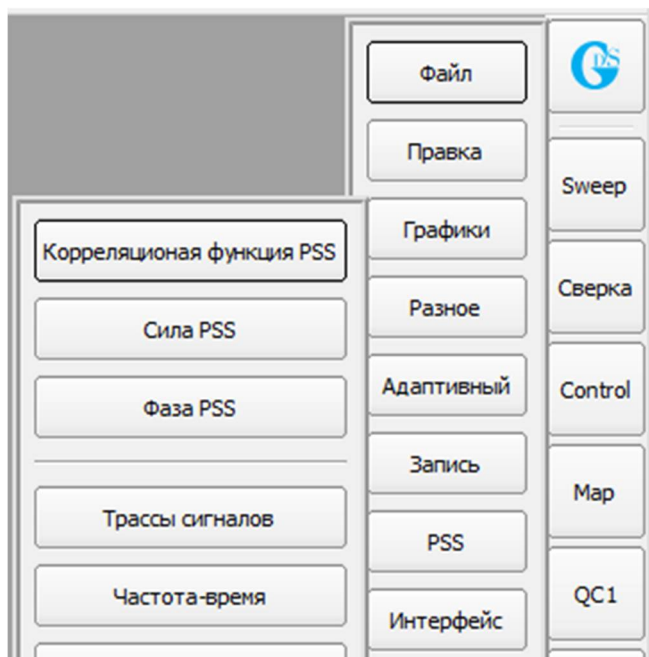 Файл
Правка
Графики
Разное
Адаптивный
Запись
PSS
Интерфейс
Корреляционая функция PSS
Сила PSS
Фаза PSS
Трассы сигналов
Частота-время
GDS
Sweep
Сверка
Control
Map
QC1